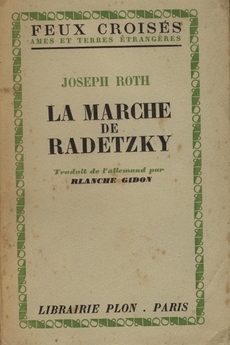 FEUX CROISÉS
AMES ET TERRES ÉTRANGÈRES
JOSEPH ROTH
LA MARCHE
DE
RADETZKY
Traduit de l'allemand par
BLANCHE GIDON
LIBRAIRIE PLON . PARIS